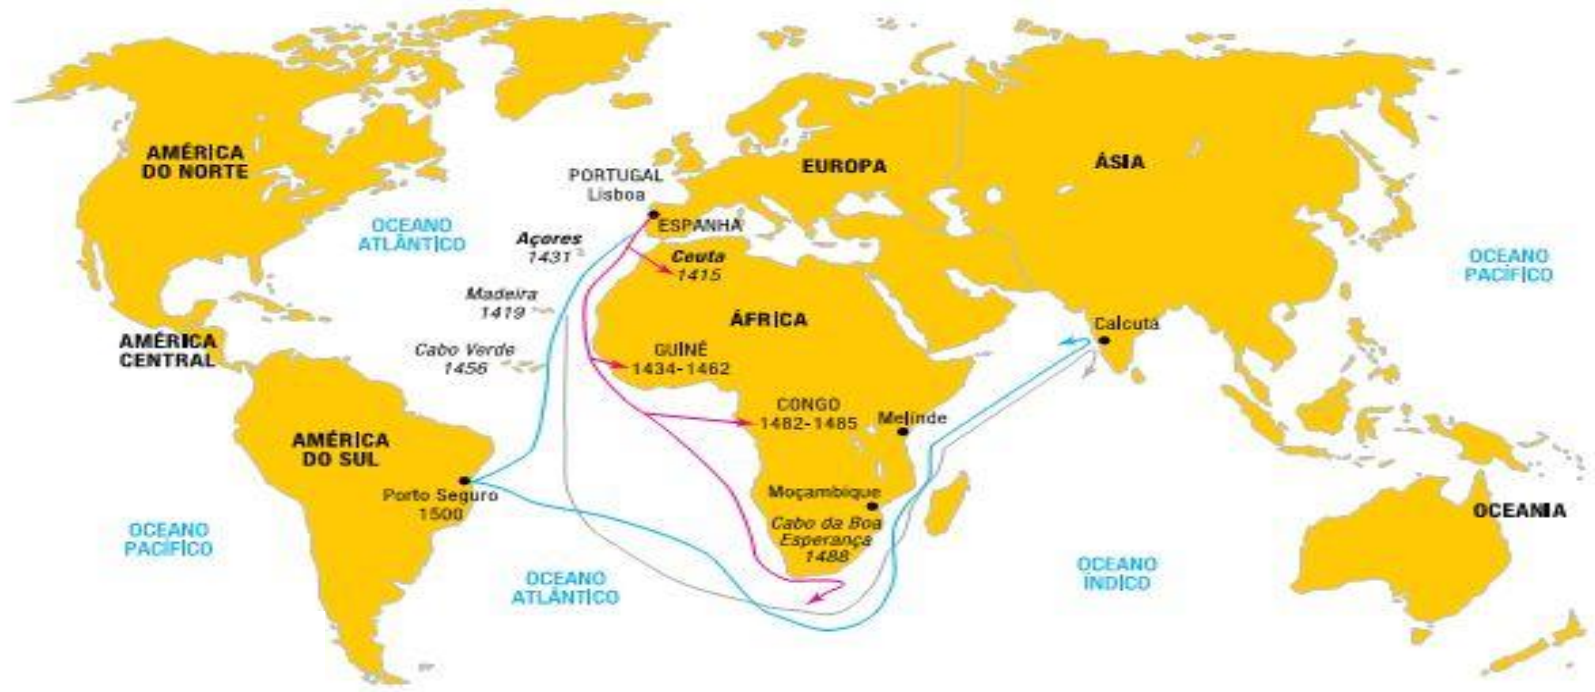 AMÉRICA
DO NORTE
OCEANO
ATLÂNTICO
PORTUGAL
Lisboa
ESPANHA
EUROPA
ÁSIA
OCEANO
PACÍFICO
Açores
1431
Ceuta
1415
Madeira
1419
ÁFRICA
AMÉRICA
CENTRAL
Cabo Verde
1456
GUINÉ
1434-1462
Calcutá
CONGO
1482-1485
Melinde
AMÉRICA
DO SUL
Porto Seguro
1500
Moçambique
Cabo da Boa
Esperança
1488
OCEANIA
OCEANO
PACÍFICO
OCEANO
ATLÂNTICO
OCEANO
ÍNDICO